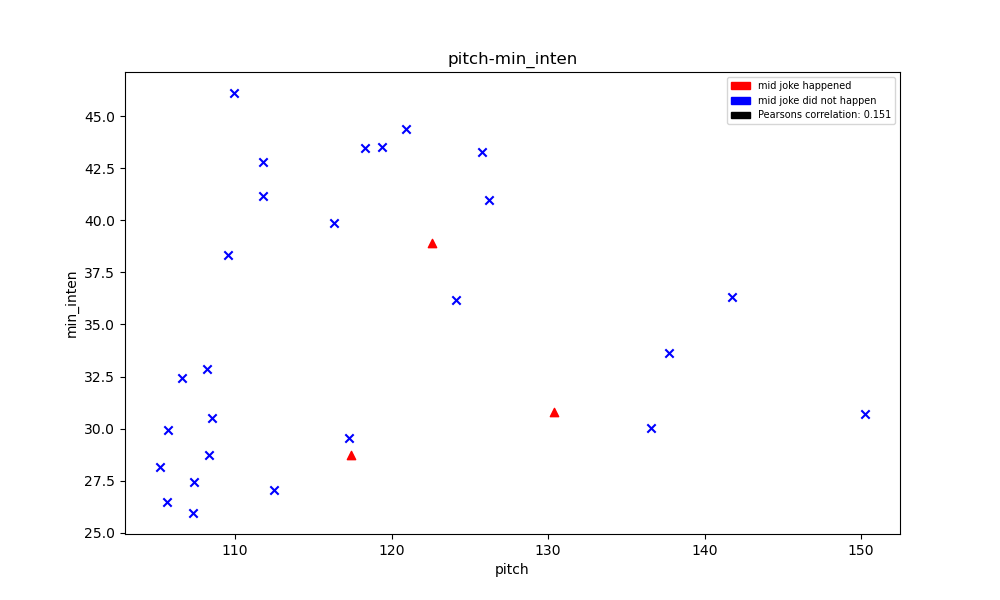 pitch-min_inten
mid joke happened
mid joke did not happen
Pearsons correlation: 0.151
min_inten
45.0
42.5
40.0
37.5
35.0
32.5
30.0
27.5
25.0
110 120 130 140 150
pitch